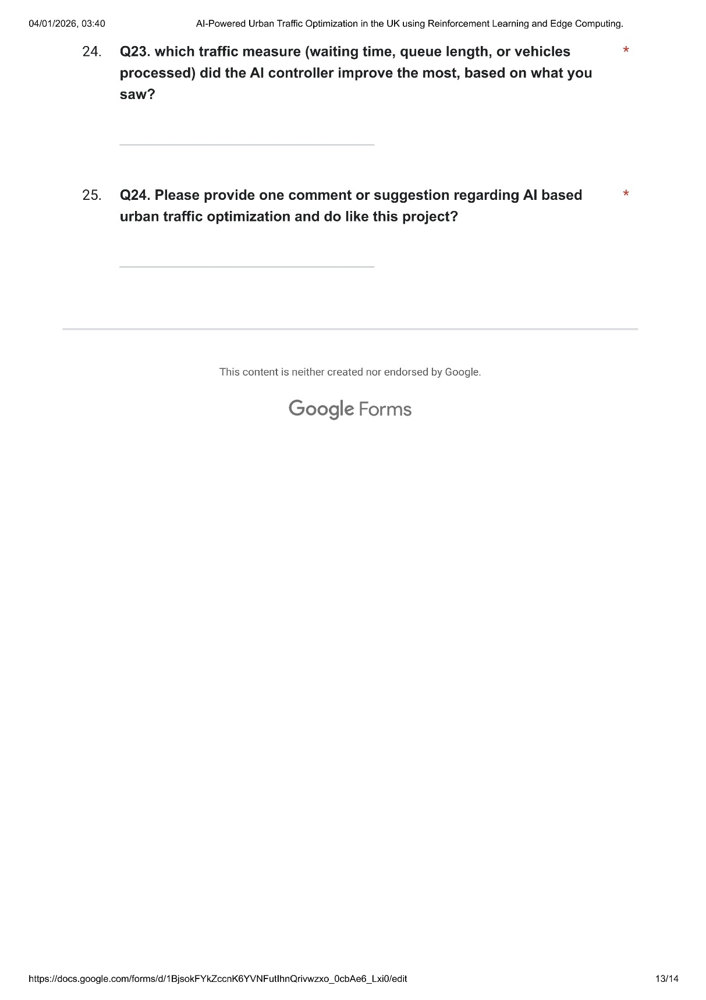 04/01/2026, 03:40 AI-Powered Urban Traffic Optimization in the UK using Reinforcement Learning and Edge Computing.
24. Q23. which traffic measure (waiting time, queue length, or vehicles *
processed) did the AI controller improve the most, based on what you
saw?
25. Q24. Please provide one comment or suggestion regarding AI based *
urban traffic optimization and do like this project?
This content is neither created nor endorsed by Google.
Google Forms
https://docs.google.com/forms/d/1BjsokFYkZccnK6YVNFutIhnQrivwzxo_0cbAe6_Lxi0/edit 13/14